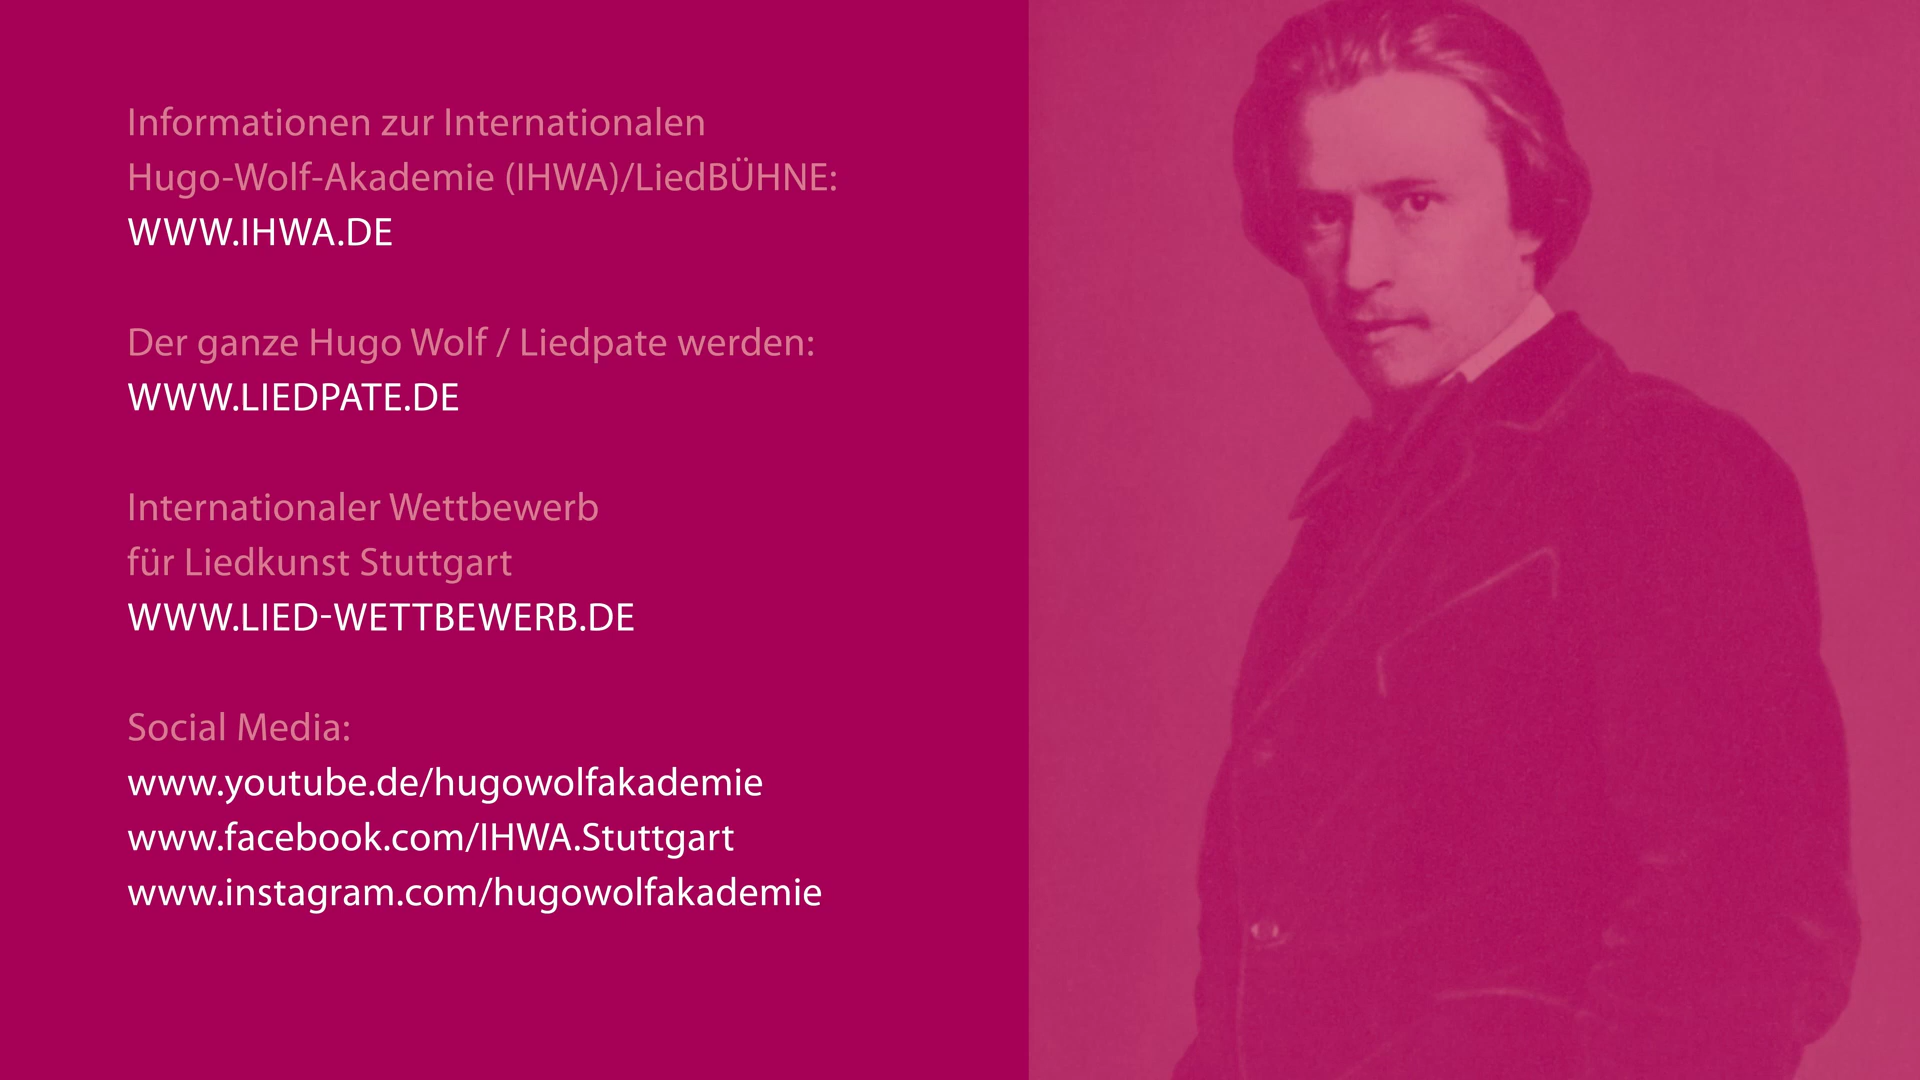 Informationen zur Internationalen
Hugo-Wolf-Akademie (IHWA)/LiedBÜHNE:
WWW.IHWA.DE
Der ganze Hugo Wolf / Liedpate werden:
WWW.LIEDPATE.DE
Internationaler Wettbewerb
für Liedkunst Stuttgart
WWW.LIED-WETTBEWERB.DE
Social Media:
www.youtube.de/hugowolfakademie
www.facebook.com/IHWA.Stuttgart
www.instagram.com/hugowolfakademie